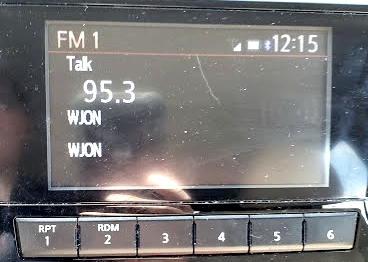 FM 1 12:15
Talk
95.3
WJON
WJON
RPT RDM
1 2 3 4 5 6